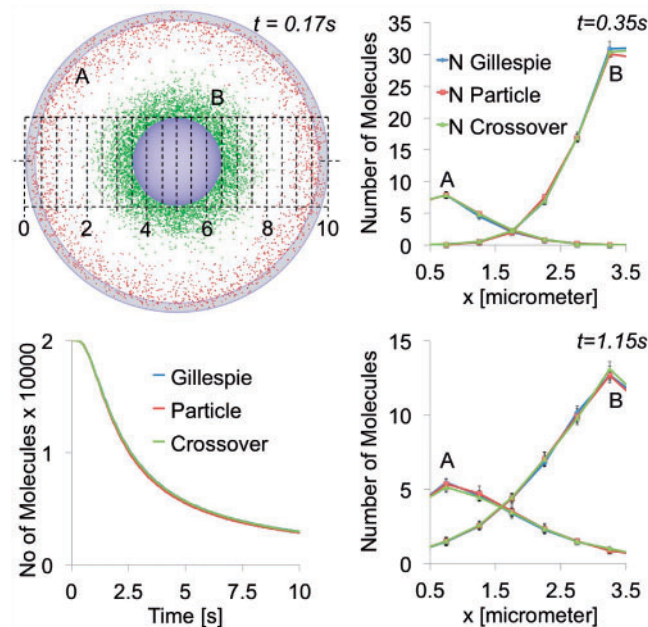 t = 0.17s
A
B
0 2 4 6 8 10
t=0.35s
Number of Molecules
35
30
25
20
15
10
5
0
N Gillespie
N Particle
N Crossover
A
B
0.5 1.5 2.5 3.5
x [micrometer]
No of Molecules x 10000
2
1
0
Gillespie
Particle
Crossover
0 2.5 5 7.5 10
Time [s]
t=1.15s
Number of Molecules
15
10
5
0
A
B
0.5 1.5 2.5 3.5
x [micrometer]